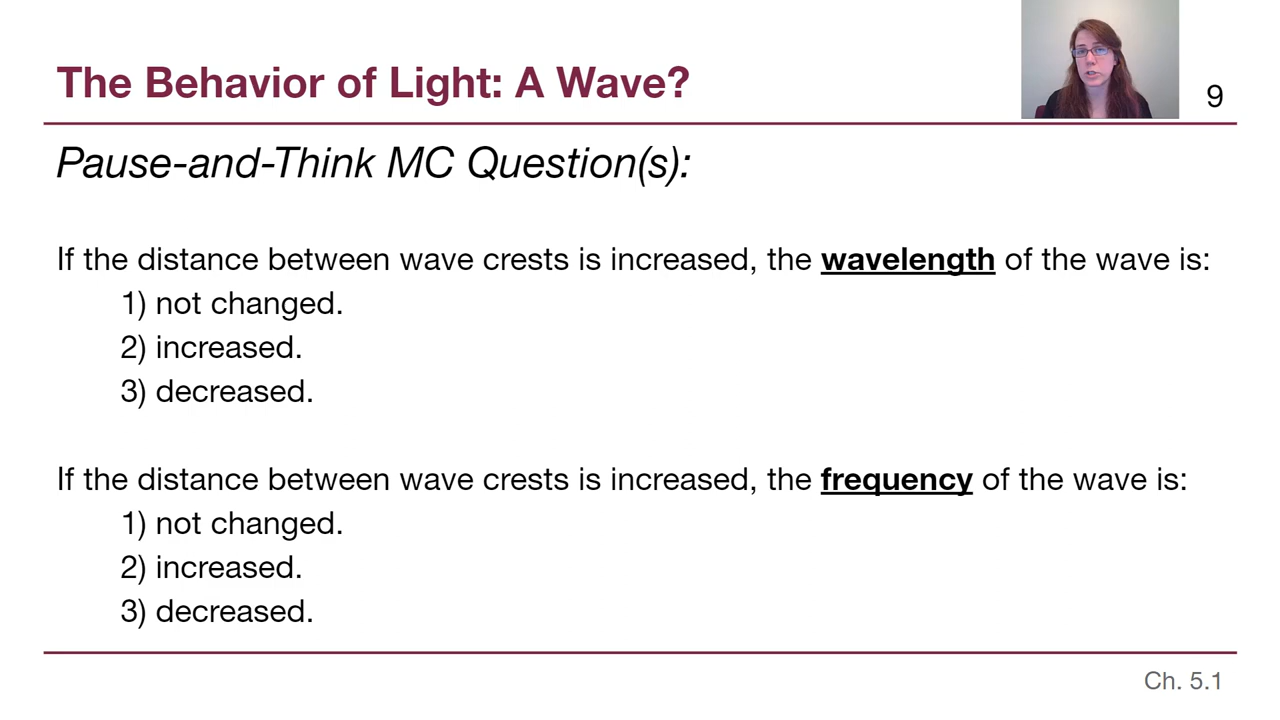 The Behavior of Light: A Wave?
9
Pause-and-Think MC Question(s):
If the distance between wave crests is increased, the wavelength of the wave is:
1) not changed.
2) increased.
3) decreased.
If the distance between wave crests is increased, the frequency of the wave is:
1) not changed.
2) increased.
3) decreased.
Ch. 5.1